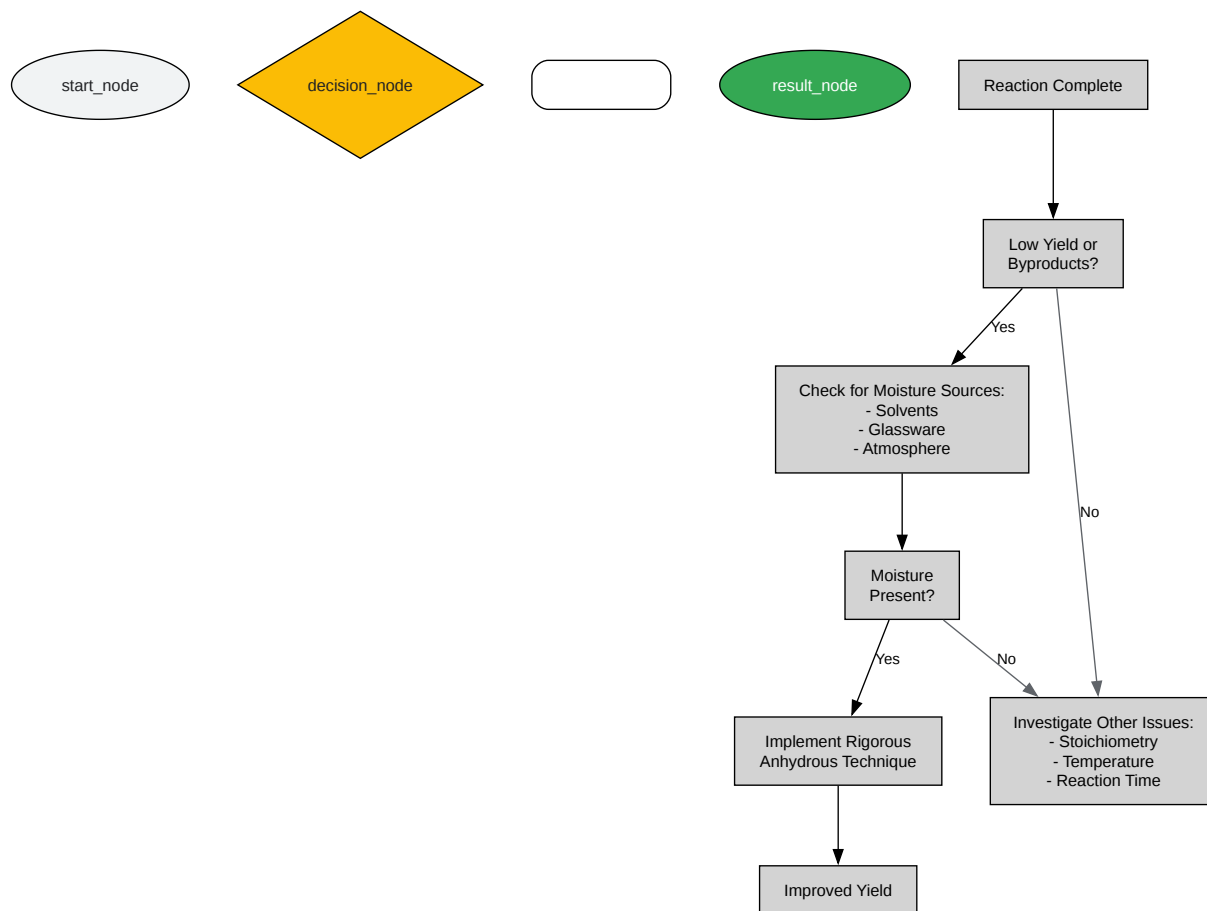 start_node
decision_node
result_node
Reaction Complete
Low Yield or
Byproducts?
Yes
Check for Moisture Sources:
- Solvents
- Glassware
- Atmosphere
No
Moisture
Present?
Yes
No
Implement Rigorous
Anhydrous Technique
Investigate Other Issues:
- Stoichiometry
- Temperature
- Reaction Time
Improved Yield